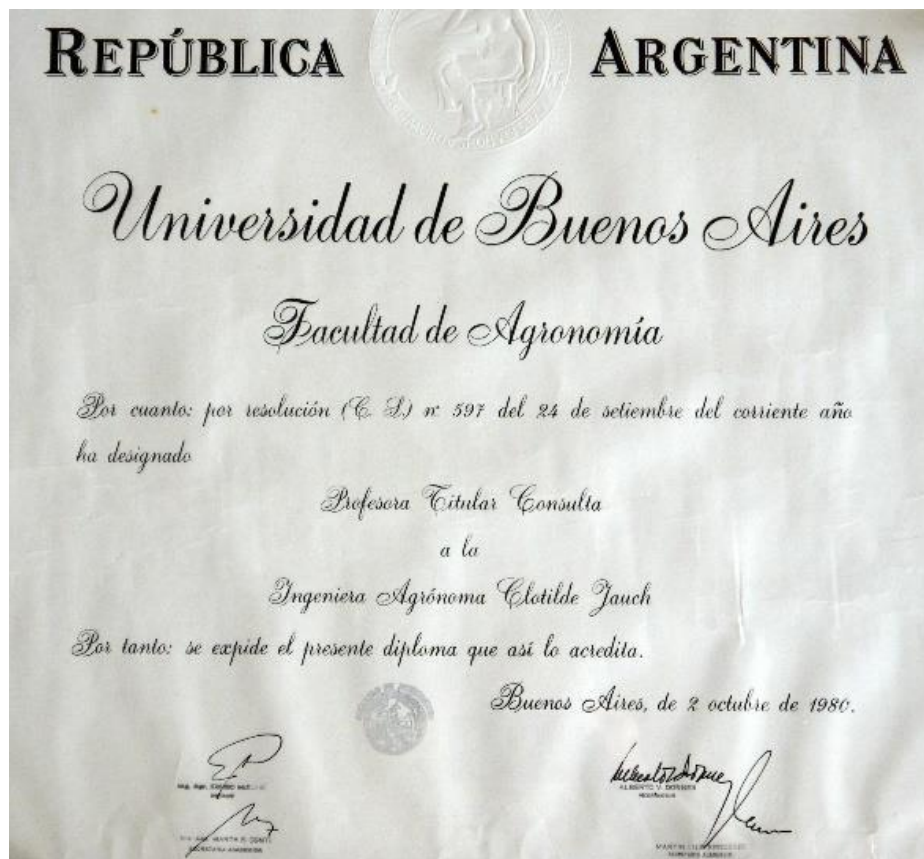 REPÚBLICA ARGENTINA
Universidad de Buenos Aires
Facultad de Agronomía
Por cuanto: por resolución (C. S.) nº 597 del 24 de setiembre del corriente año
ha designado
Profesora Titular Consulta
a la
Ingeniera Agrónoma Clotilde Jauch
Por tanto: se expide el presente diploma que así lo acredita.
Buenos Aires, de 2 octubre de 1980.
ALBERTO V.